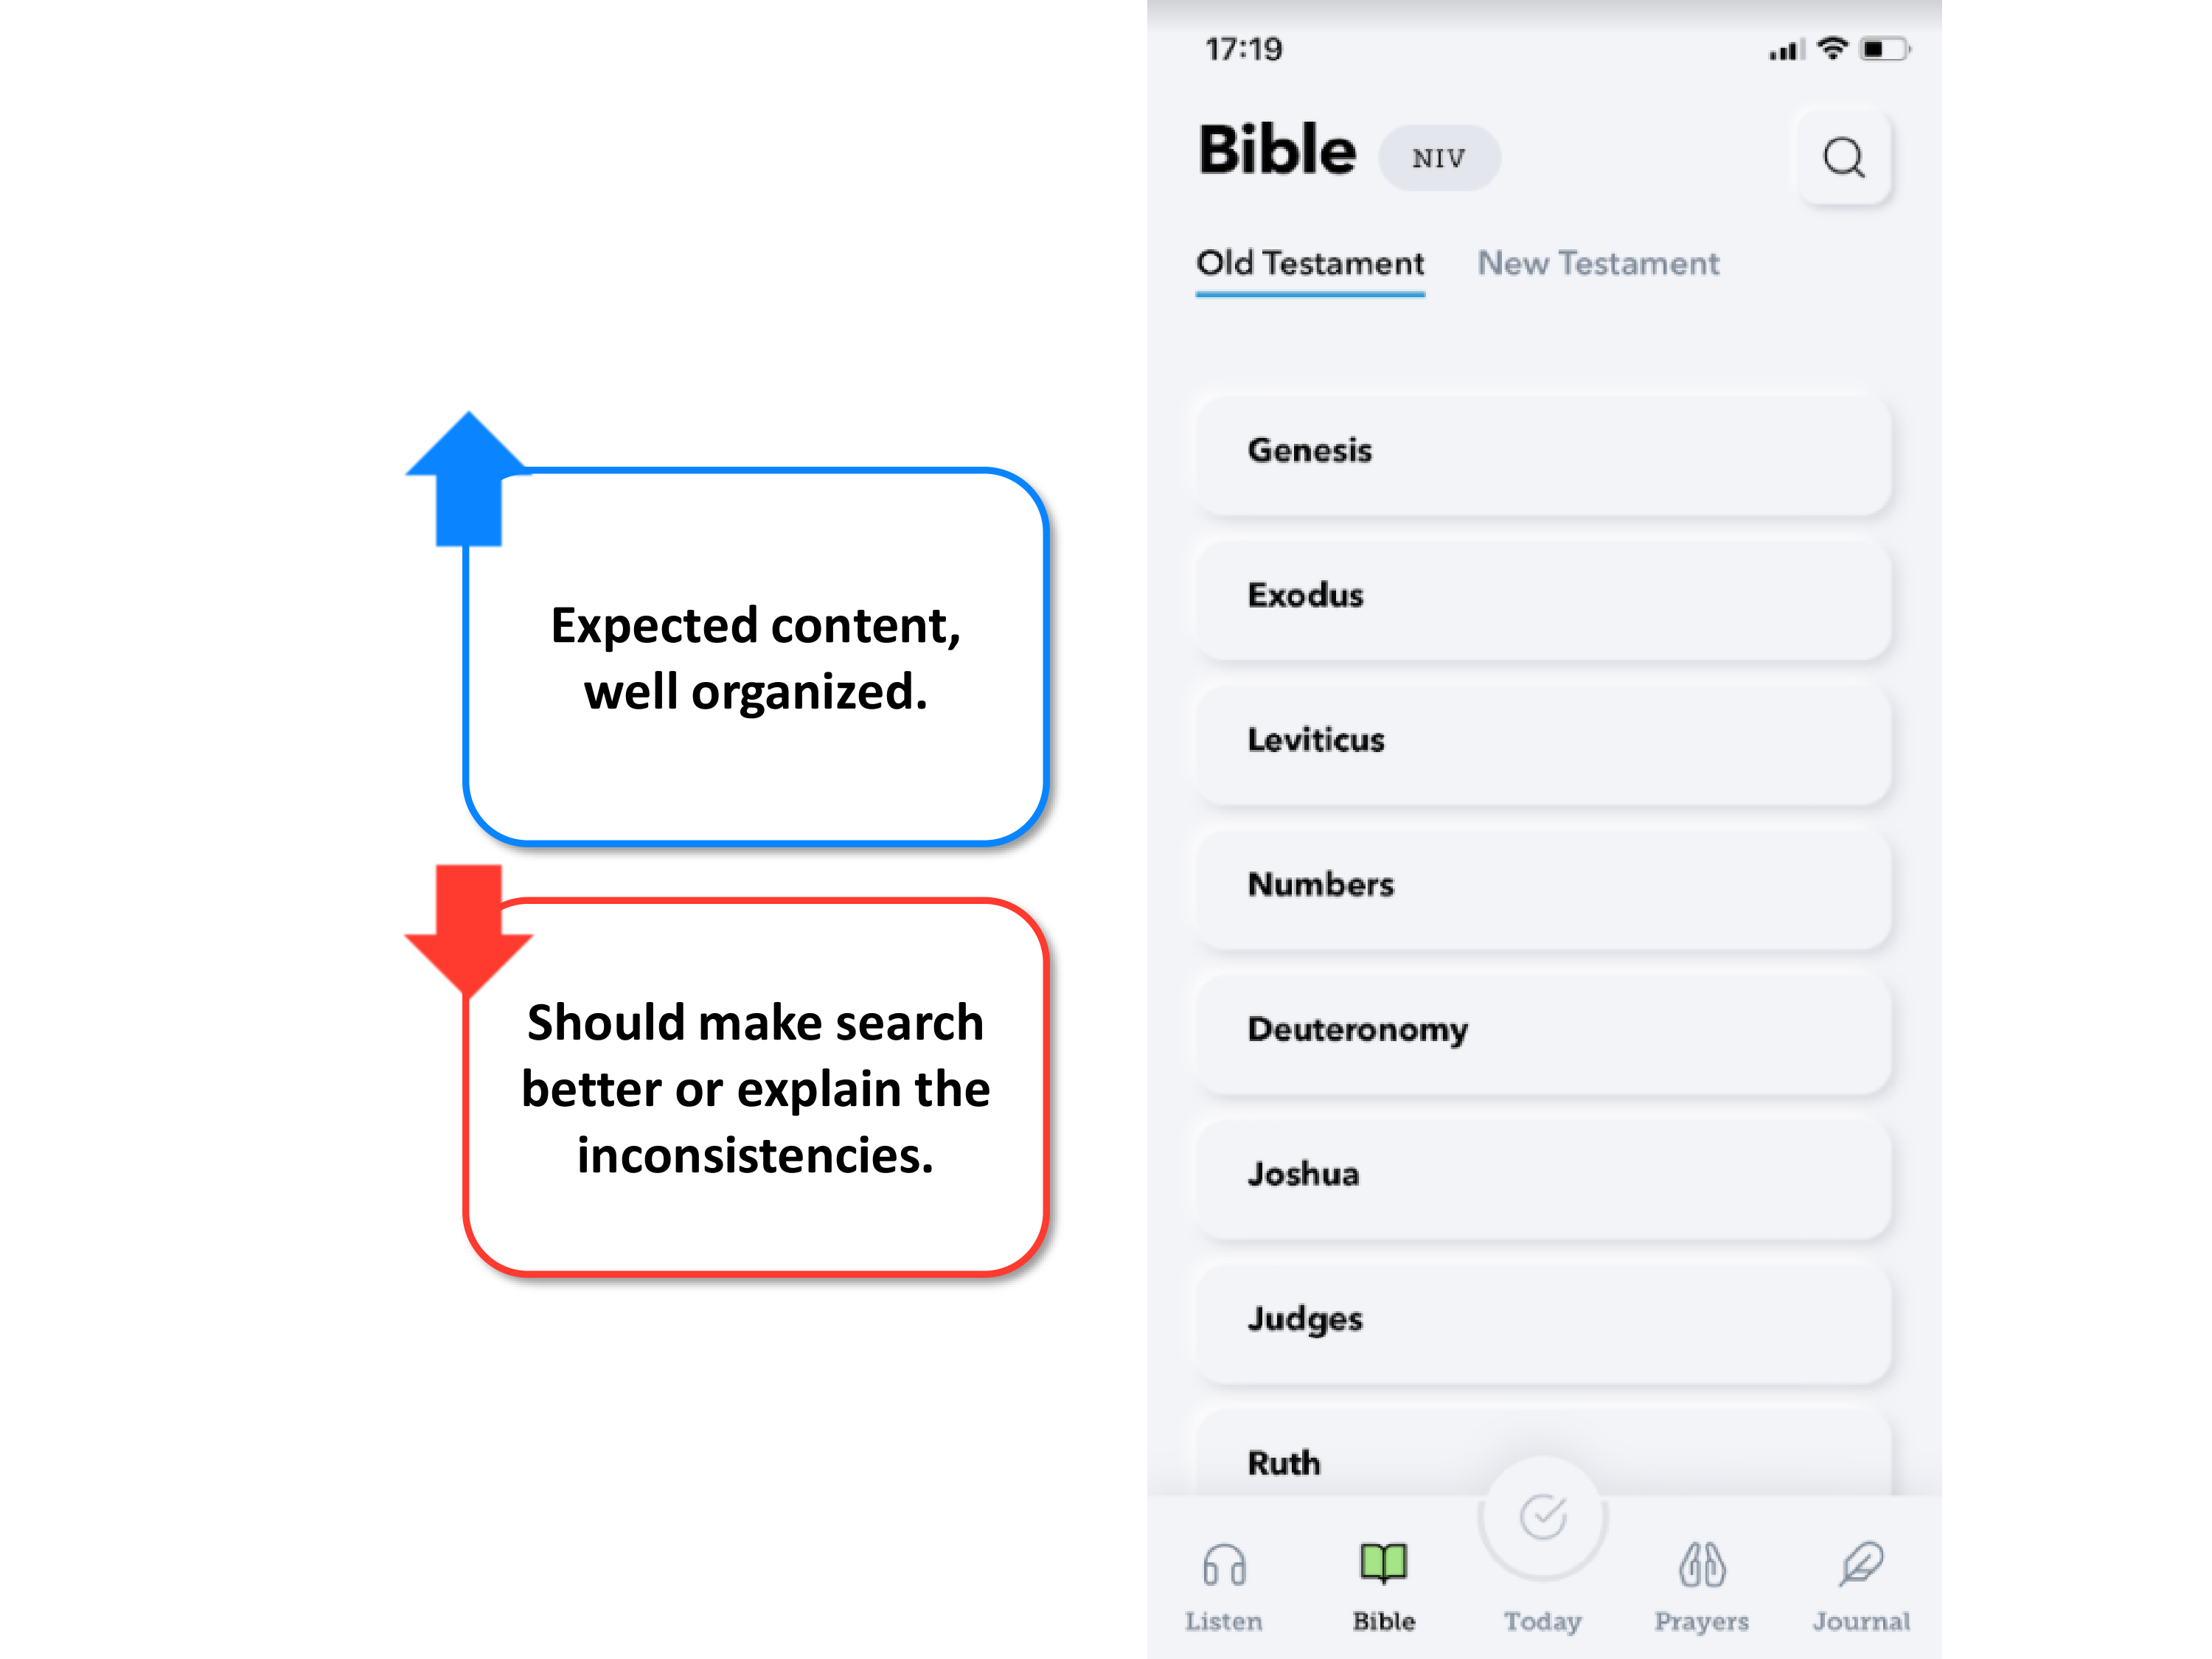 Expected content,
well organized.
Should make search
better or explain the
inconsistencies.
17:19
Bible NIV
Old Testament New Testament
Genesis
Exodus
Leviticus
Numbers
Deuteronomy
Joshua
Judges
Ruth
Listen Bible Today Prayers Journal